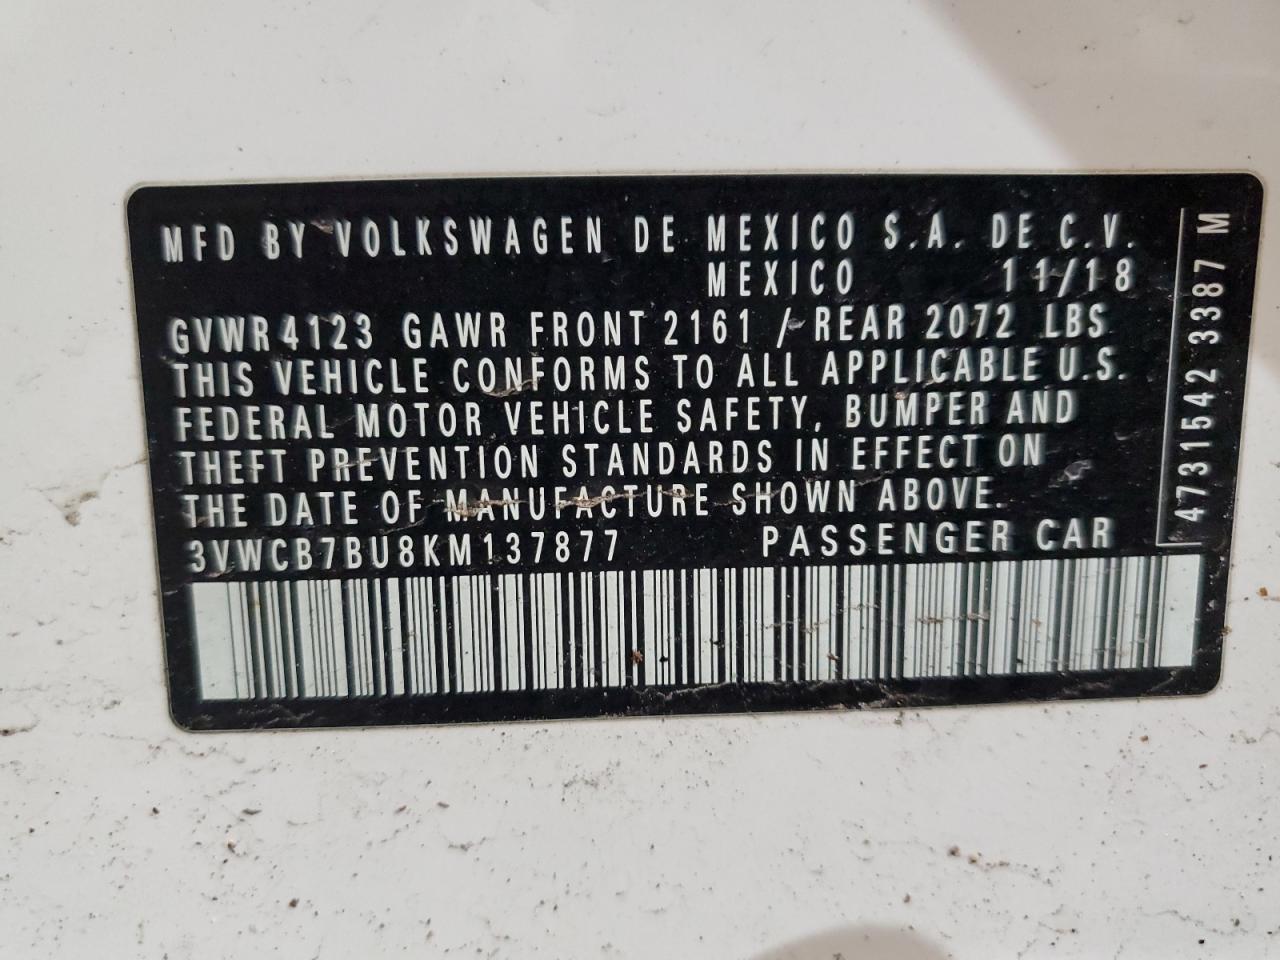 MFD BY VOLKSWAGEN DE MEXICO S.A. DE C.V.
MEXICO 11/18
GVWR 4123 GAWR FRONT 2161 / REAR 2072 LBS
THIS VEHICLE CONFORMS TO ALL APPLICABLE U.S.
FEDERAL MOTOR VEHICLE SAFETY, BUMPER AND
THEFT PREVENTION STANDARDS IN EFFECT ON
THE DATE OF MANUFACTURE SHOWN ABOVE.
3VWCB7BU8KM137877 PASSENGER CAR
4731542 3387 M